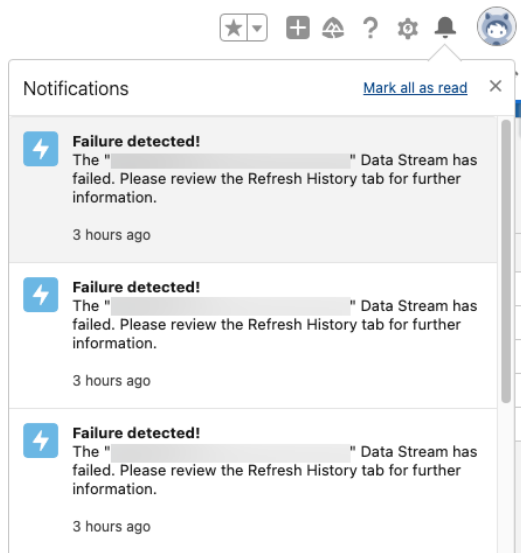 Notifications
Mark all as read
Failure detected!
The " " Data Stream has
failed. Please review the Refresh History tab for further
information.
3 hours ago
Failure detected!
The " " Data Stream has
failed. Please review the Refresh History tab for further
information.
3 hours ago
Failure detected!
The " " Data Stream has
failed. Please review the Refresh History tab for further
information.
3 hours ago